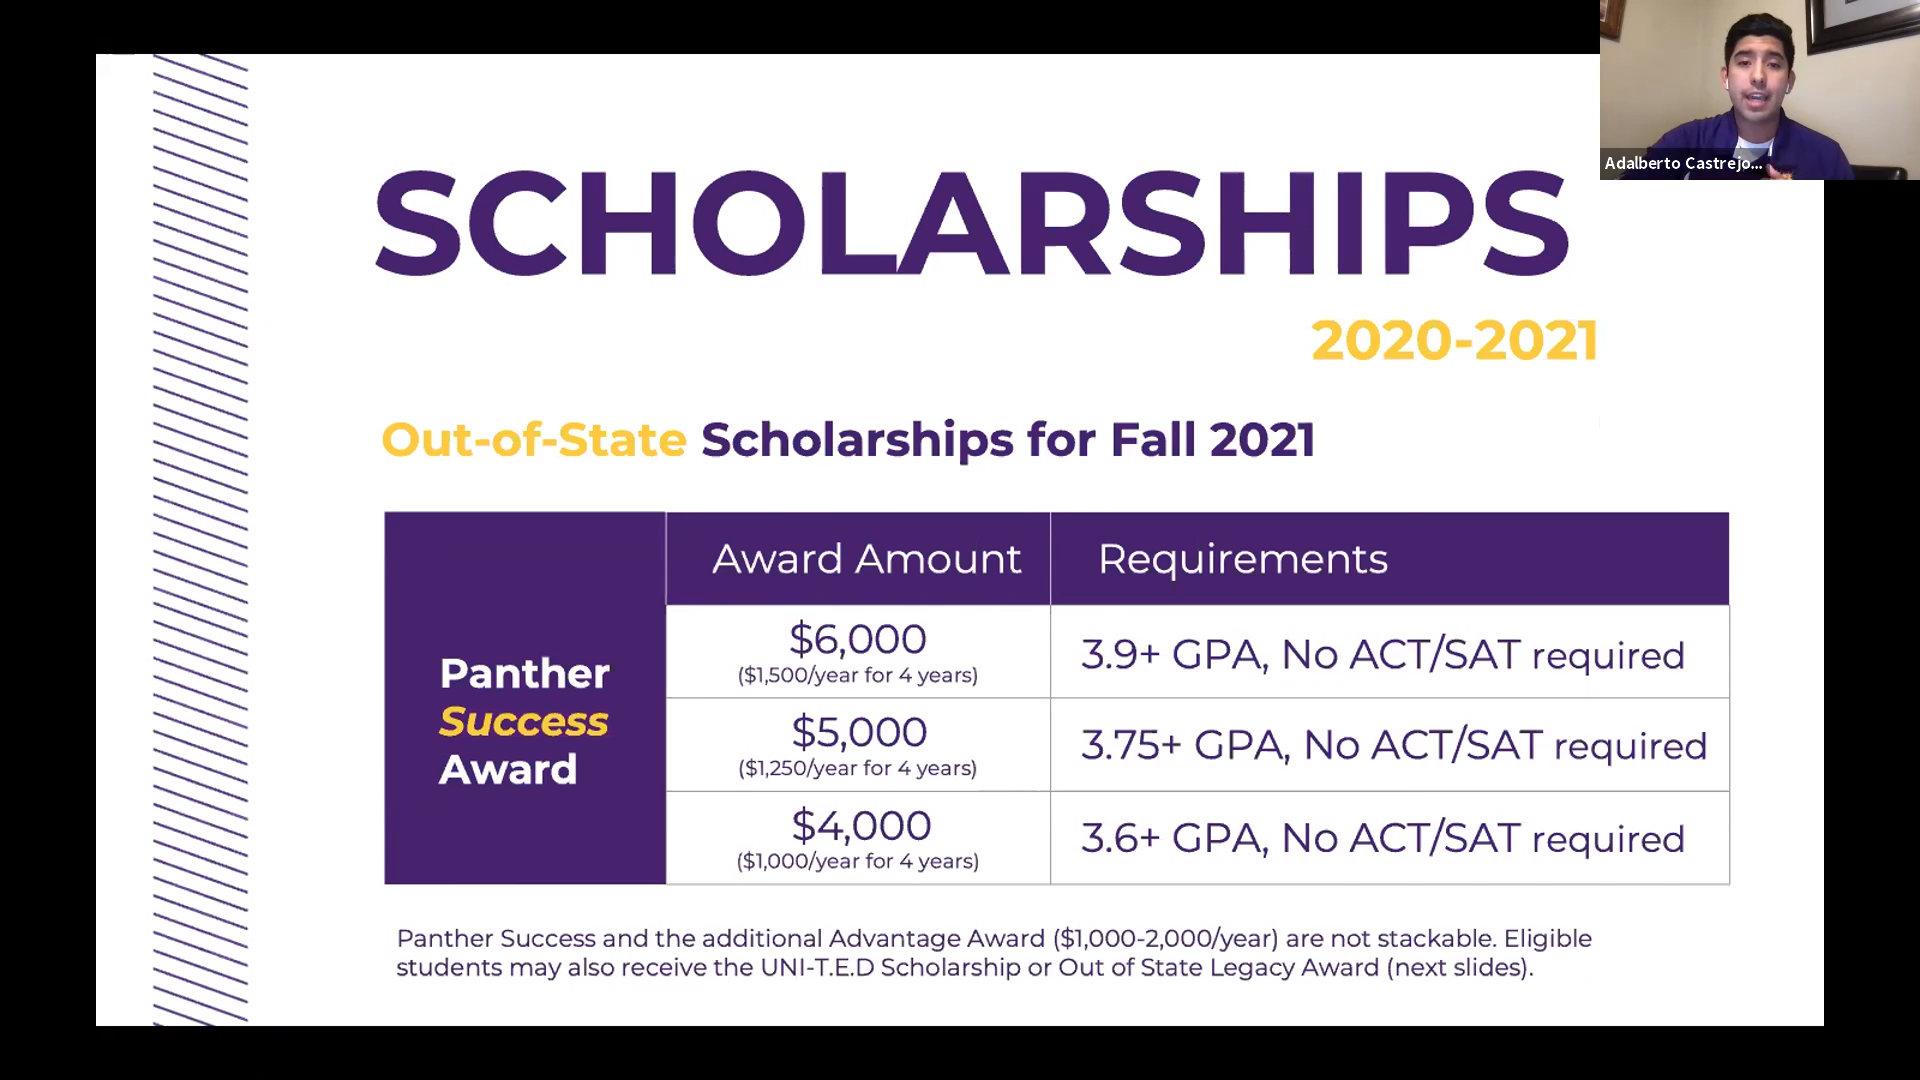 Adalberto Castrejo...
SCHOLARSHIPS
2020-2021
Out-of-State Scholarships for Fall 2021
Award Amount
Requirements
Panther
Success
Award
$6,000
($1,500/year for 4 years)
3.9+ GPA, No ACT/SAT required
$5,000
($1,250/year for 4 years)
3.75+ GPA, No ACT/SAT required
$4,000
($1,000/year for 4 years)
3.6+ GPA, No ACT/SAT required
Panther Success and the additional Advantage Award ($1,000-2,000/year) are not stackable. Eligible
students may also receive the UNI-T.E.D Scholarship or Out of State Legacy Award (next slides).